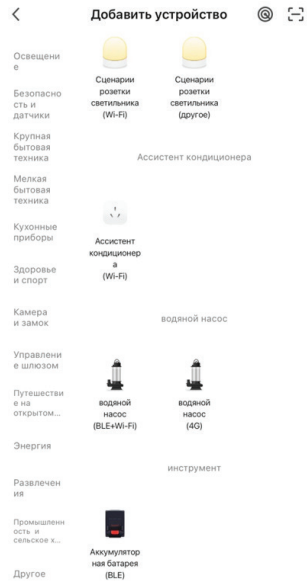 Добавить устройство
Освещени
е
Безопасно
сть и
датчики
Крупная
бытовая
техника
Мелкая
бытовая
техника
Кухонные
приборы
Здоровье
и спорт
Камера
и замок
Управлени
е шлюзом
Путешестви
е на
открытом...
Энергия
Развлечен
ия
Промышленн
ость и
сельское х...
Другое
Сценарии
розетки
светильника
(Wi-Fi)
Сценарии
розетки
светильника
(другое)
Ассистент кондиционера
Ассистент
кондиционер
а
(Wi-Fi)
водяной насос
водяной
насос
(BLE+Wi-Fi)
водяной
насос
(4G)
инструмент
Аккумулятор
ная батарея
(BLE)